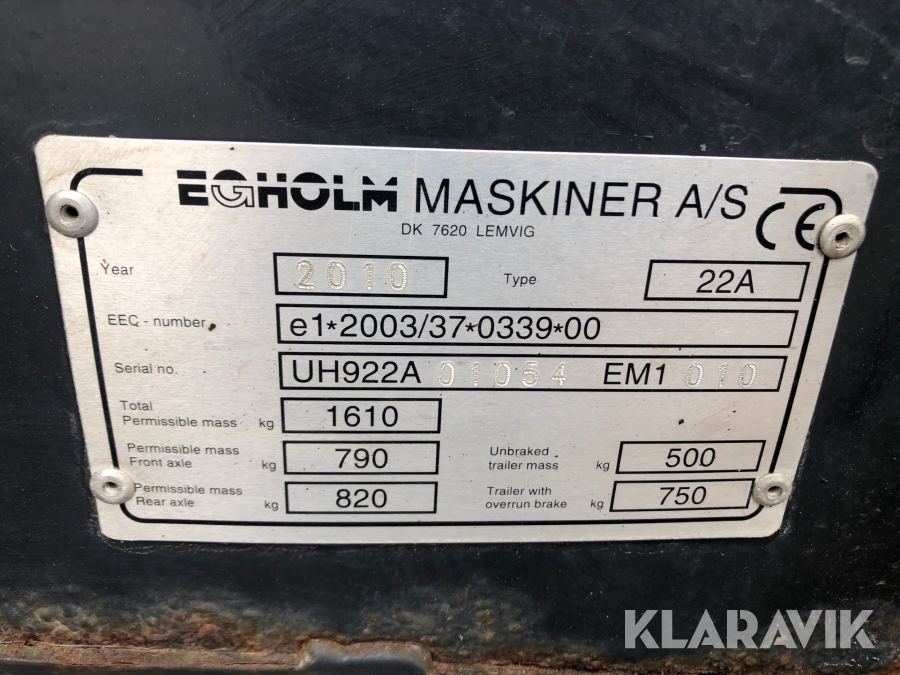 EGHOLM MASKINER A/S
DK 7620 LEMVIG
CE
Year 2010 Type 22A
EEC - number e1*2003/37*0339*00
Serial no. UH922A 01034 EM1 010
Total
Permissible mass kg 1610
Permissible mass
Front axle kg 790
Unbraked
trailer mass kg 500
Permissible mass
Rear axle kg 820
Trailer with
overrun brake kg 750
KLARAVIK